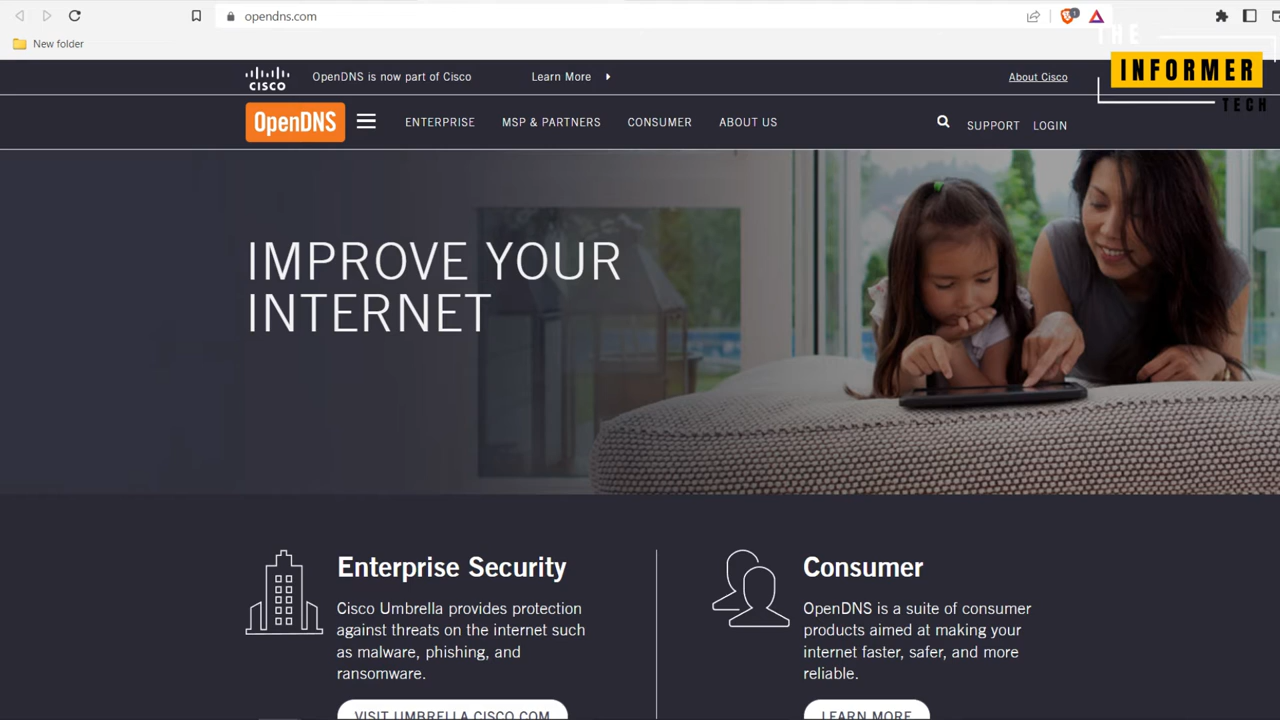 opendns.com
1
New folder
THE
INFORMER
TECH
CISCO
OpenDNS is now part of Cisco
Learn More
About Cisco
OpenDNS
ENTERPRISE
MSP & PARTNERS
CONSUMER
ABOUT US
SUPPORT
LOGIN
IMPROVE YOUR
INTERNET
Enterprise Security
Cisco Umbrella provides protection
against threats on the internet such
as malware, phishing, and
ransomware.
VISIT UMBRELLA.CISCO.COM
Consumer
OpenDNS is a suite of consumer
products aimed at making your
internet faster, safer, and more
reliable.
LEARN MORE